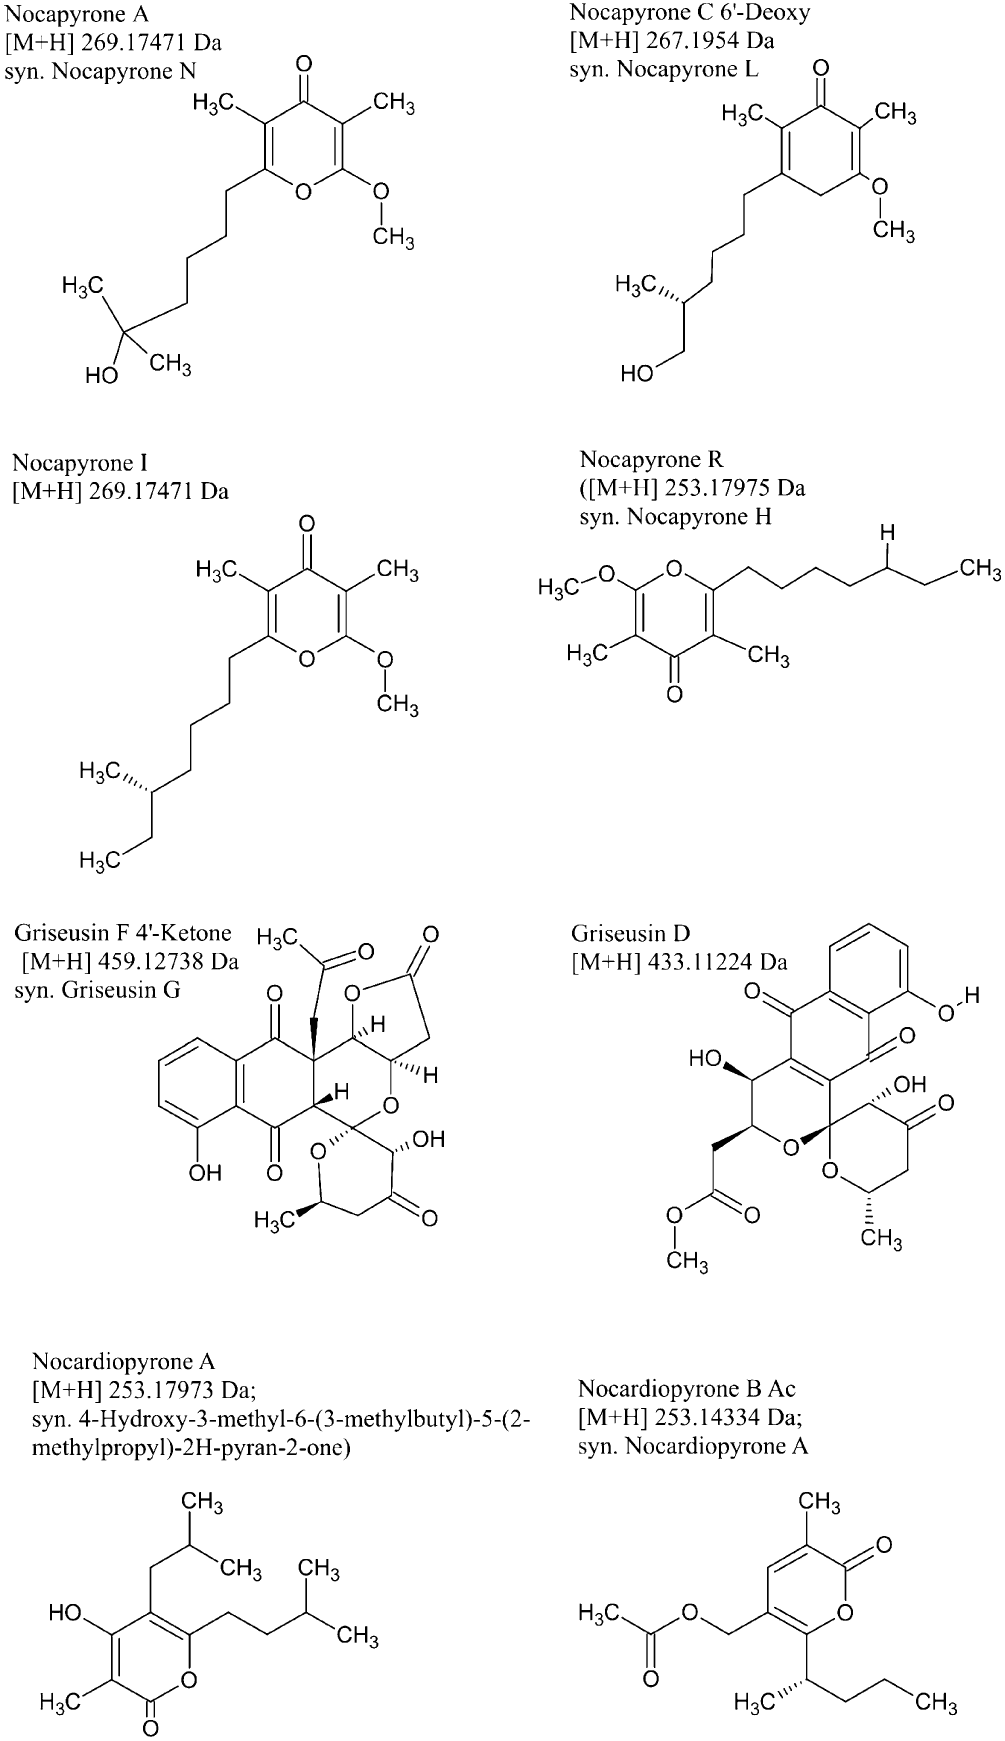 Nocapyrone A
[M+H] 269.17471 Da
syn. Nocapyrone N
O
H₃C
CH₃
O
O
CH₃
H₃C
CH₃
HO
Nocapyrone C 6'-Deoxy
[M+H] 267.1954 Da
syn. Nocapyrone L
O
H₃C
CH₃
O
CH₃
H₃C
HO
Nocapyrone I
[M+H] 269.17471 Da
O
H₃C
CH₃
O
O
CH₃
H₃C
H₃C
Nocapyrone R
([M+H] 253.17975 Da
syn. Nocapyrone H
H
H₃C
O
O
CH₃
H₃C
CH₃
O
Griseusin F 4'-Ketone
[M+H] 459.12738 Da
syn. Griseusin G
H₃C
O
O
O
O
H
H
H
O
O
OH
O
OH
H₃C
O
Griseusin D
[M+H] 433.11224 Da
O
O
H
O
HO
OH
O
O
O
O
O
CH₃
CH₃
Nocardiopyrone A
[M+H] 253.17973 Da;
syn. 4-Hydroxy-3-methyl-6-(3-methylbutyl)-5-(2-
methylpropyl)-2H-pyran-2-one)
CH₃
CH₃
CH₃
HO
CH₃
O
H₃C
O
Nocardiopyrone B Ac
[M+H] 253.14334 Da;
syn. Nocardiopyrone A
CH₃
O
H₃C
O
O
O
H₃C
CH₃